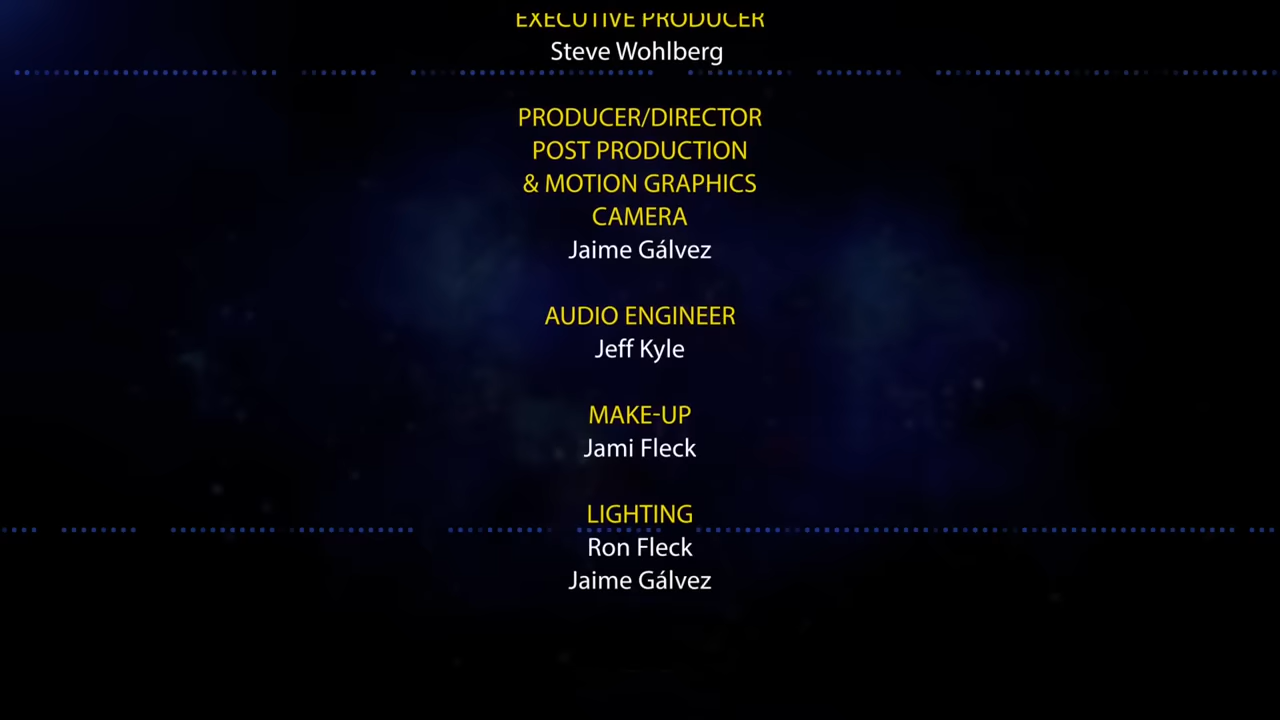 EXECUTIVE PRODUCER
Steve Wohlberg
PRODUCER/DIRECTOR
POST PRODUCTION
& MOTION GRAPHICS
CAMERA
Jaime Gálvez
AUDIO ENGINEER
Jeff Kyle
MAKE-UP
Jami Fleck
LIGHTING
Ron Fleck
Jaime Gálvez